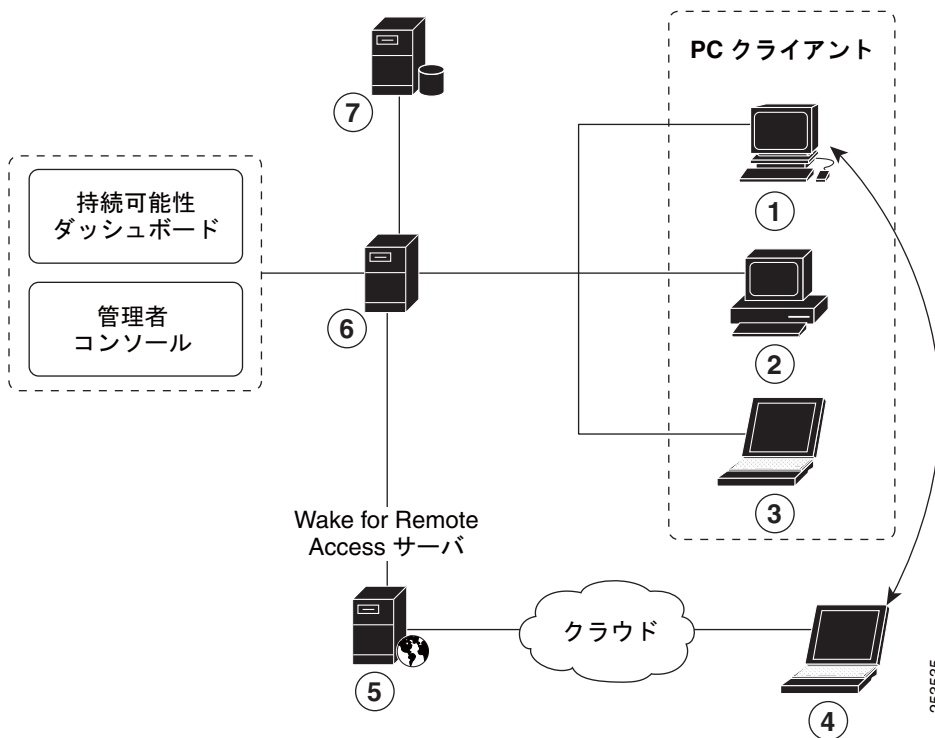 PC クライアント
7
持続可能性
ダッシュボード
1
管理者
コンソール
6
2
3
Wake for Remote
Access サーバ
クラウド
5
4